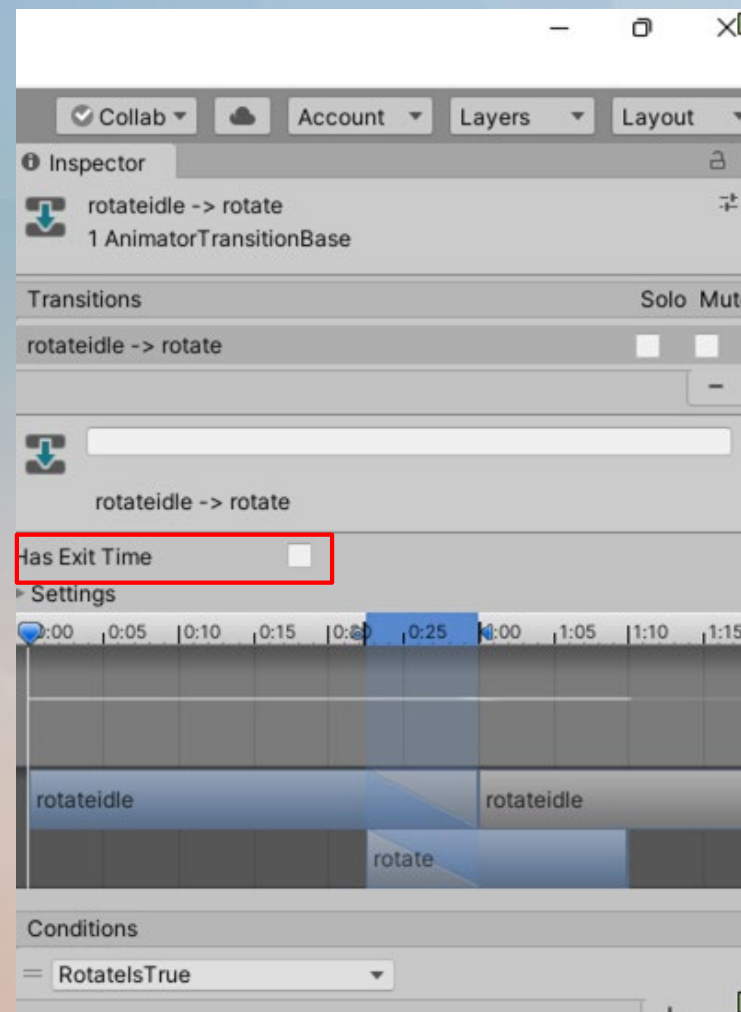 Collab Account Layers Layout
Inspector
rotateidle -> rotate
1 AnimatorTransitionBase
Transitions Solo Mut
rotateidle -> rotate
rotateidle -> rotate
Has Exit Time
Settings
:00 0:05 0:10 0:15 0:25 :00 1:05 1:10 1:15
rotateidle rotateidle
rotate
Conditions
= RotateIsTrue